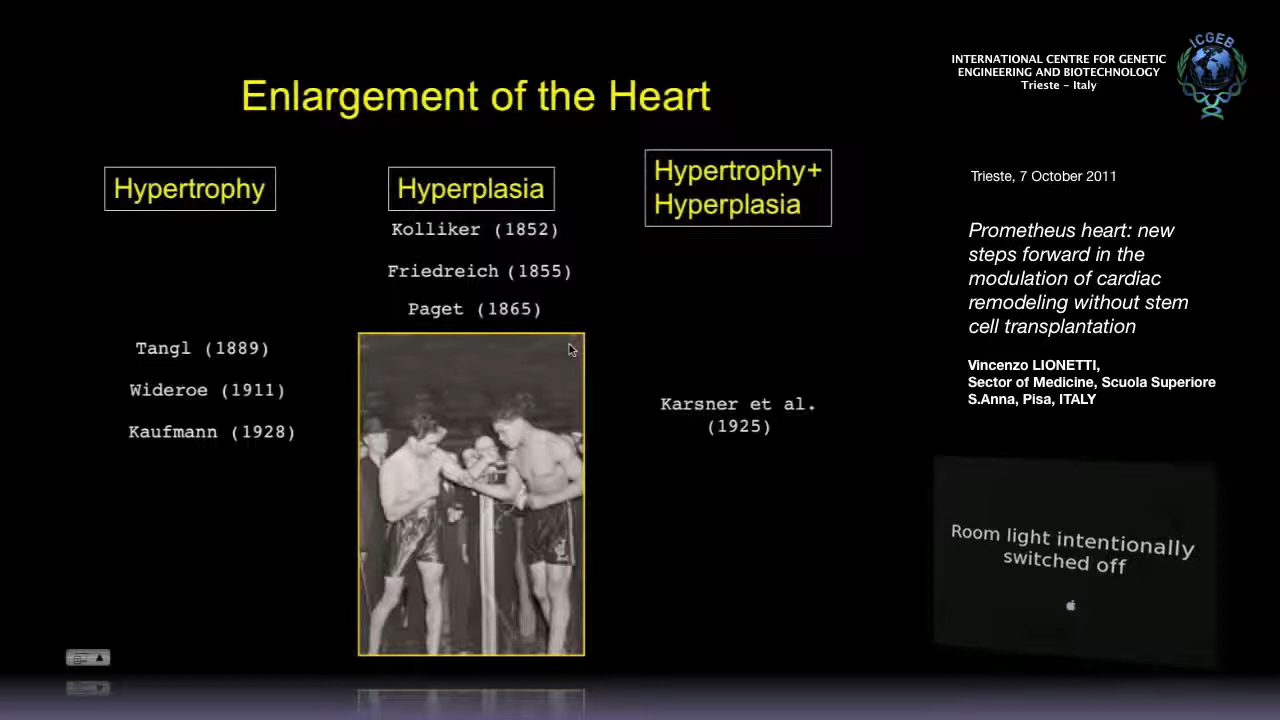 Enlargement of the Heart
Hypertrophy
Hyperplasia
Hypertrophy+
Hyperplasia
Kolliker (1852)
Friedreich (1855)
Paget (1865)
Tangl (1889)
Wideroe (1911)
Kaufmann (1928)
Karsner et al.
(1925)
ICGEB
INTERNATIONAL CENTRE FOR GENETIC
ENGINEERING AND BIOTECHNOLOGY
Trieste - Italy
Trieste, 7 October 2011
Prometheus heart: new
steps forward in the
modulation of cardiac
remodeling without stem
cell transplantation
Vincenzo LIONETTI,
Sector of Medicine, Scuola Superiore
S.Anna, Pisa, ITALY
Room light intentionally
switched off